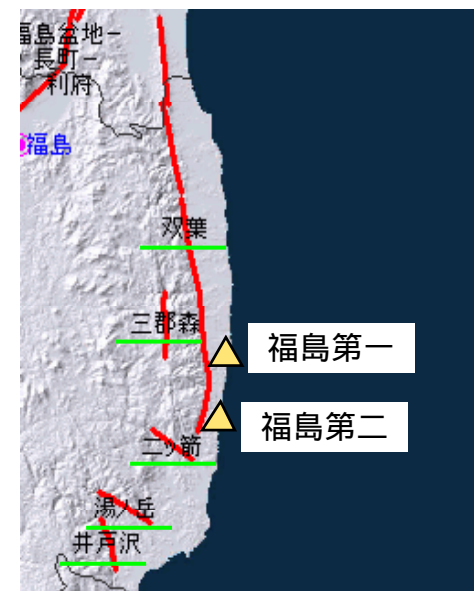 福島盆地-
長町-
利府
福島
双葉
三郡森
福島第一
福島第二
二ッ箭
湯ノ岳
井戸沢